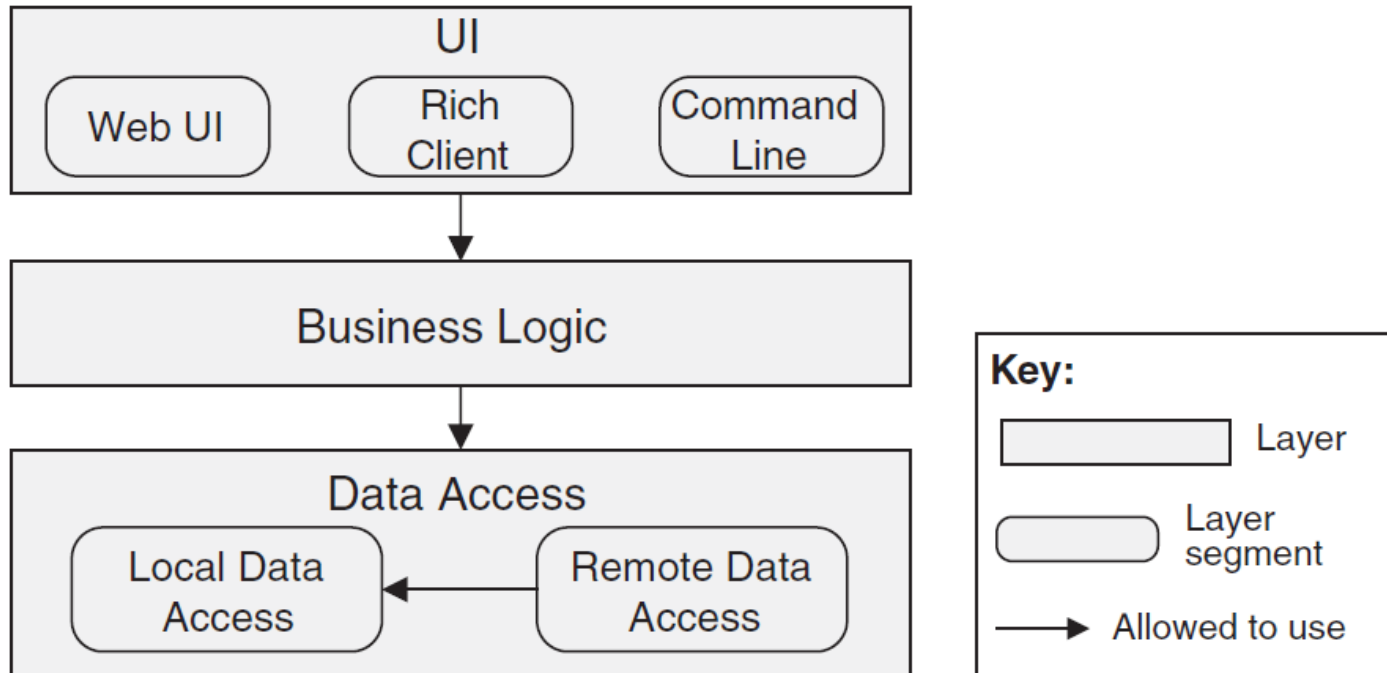 UI
Web UI
Rich
Client
Command
Line
Business Logic
Data Access
Local Data
Access
Remote Data
Access
Key:
Layer
Layer
segment
Allowed to use